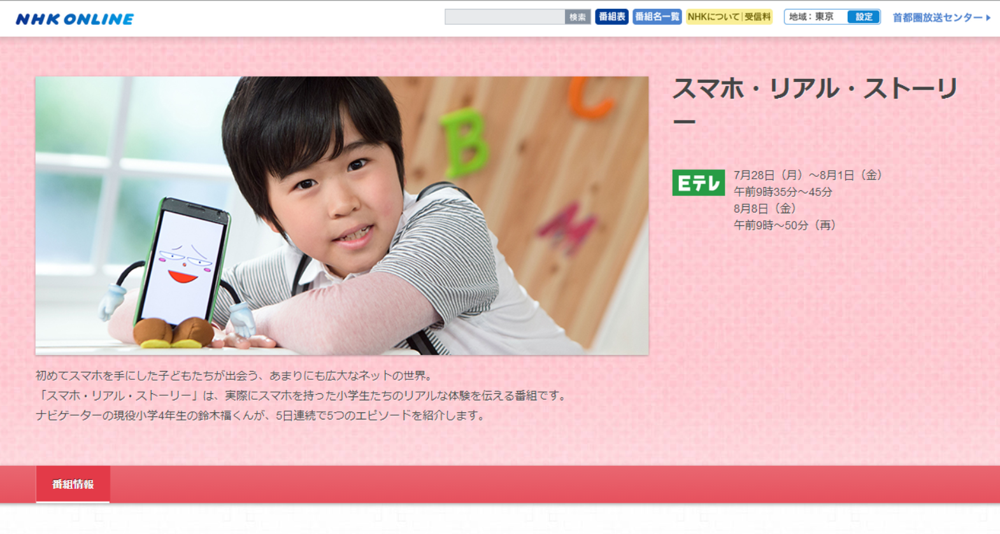 NHK ONLINE
検索
番組表
番組名一覧
NHKについて|受信料
地域：東京
設定
首都圏放送センター
B
C
M
スマホ・リアル・ストーリ
ー
Eテレ
7月28日（月）～8月1日（金）
午前9時35分～45分
8月8日（金）
午前9時～50分（再）
初めてスマホを手にした子どもたちが出会う、あまりにも広大なネットの世界。
「スマホ・リアル・ストーリー」は、実際にスマホを持った小学生たちのリアルな体験を伝える番組です。
ナビゲーターの現役小学4年生の鈴木福くんが、5日連続で5つのエピソードを紹介します。
番組情報